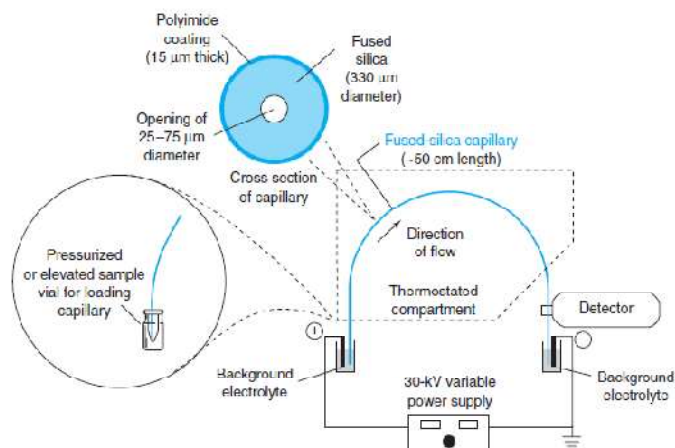 Polyimide
coating
(15 µm thick)
Fused
silica
(330 µm
diameter)
Opening of
25–75 µm
diameter
Cross section
of capillary
Fused silica capillary
(~50 cm length)
Direction
of flow
Pressurized
or elevated sample
vial for loading
capillary
Thermostated
compartment
Detector
Background
electrolyte
30-kV variable
power supply
Background
electrolyte